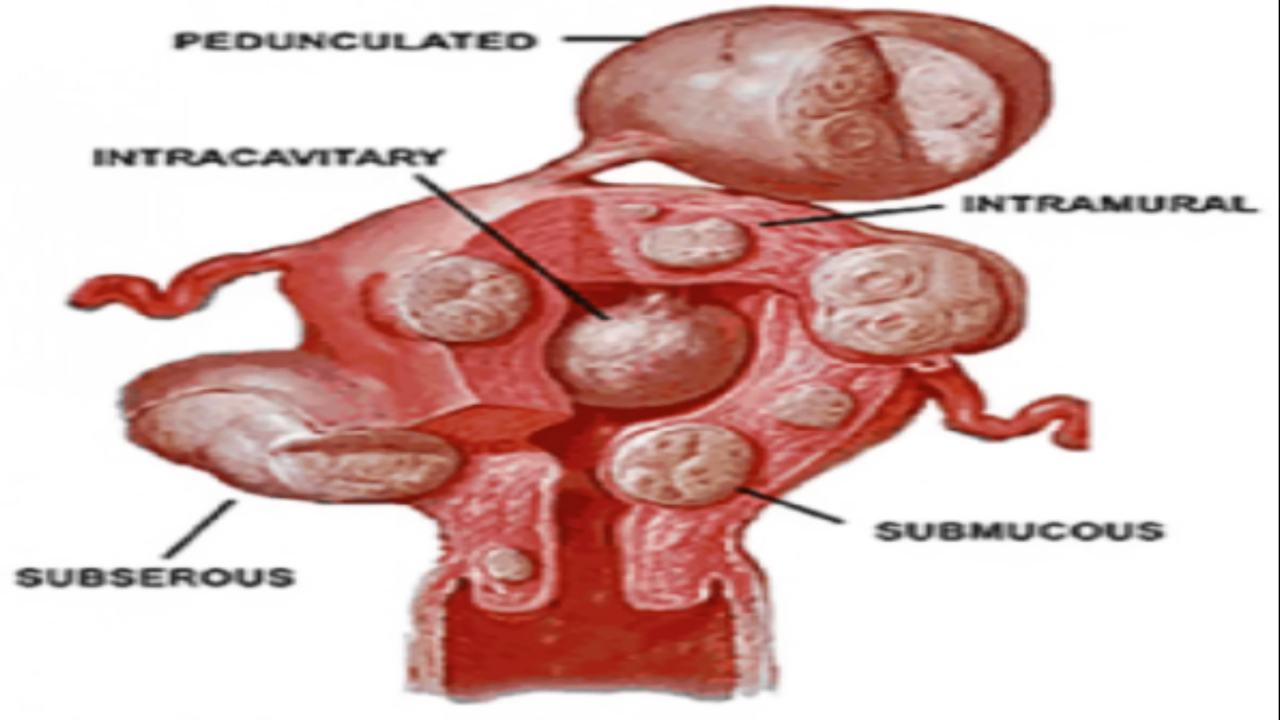 PEDUNCULATED
INTRACAVITARY
INTRAMURAL
SUBMUCOUS
SUBSEROUS